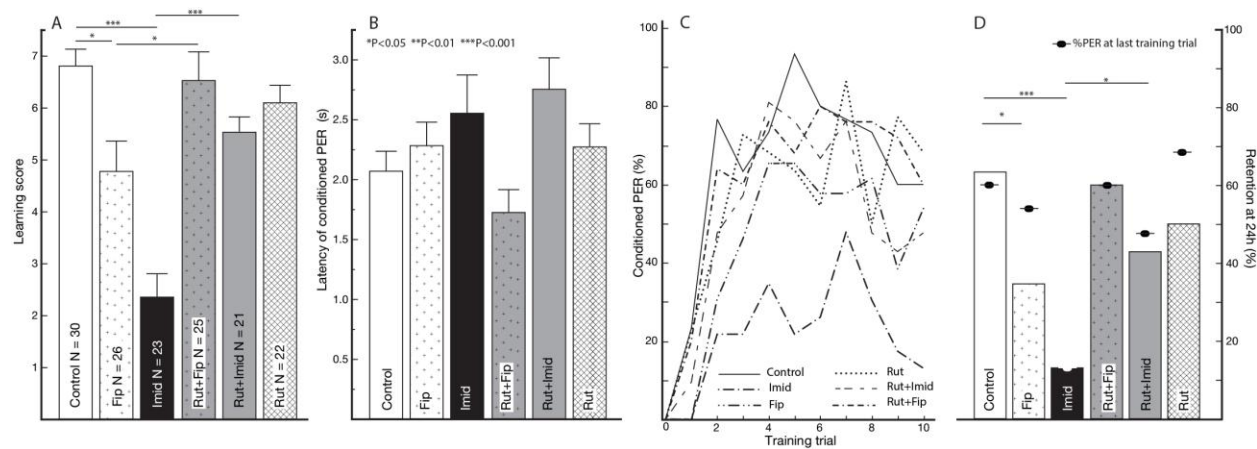 A
***
***
*
*
Learning score
7
6
5
4
3
2
1
Control N = 30
Fip N = 26
Imid N = 23
Rut+Fip N = 25
Rut+Imid N = 21
Rut N = 22
B
*P<0.05 **P<0.01 ***P<0.001
Latency of conditioned PER (s)
3.0
2.5
2.0
1.5
1.0
0.5
Control
Fip
Imid
Rut+Fip
Rut+Imid
Rut
C
Conditioned PER (%)
100
80
60
40
20
0
0 2 4 6 8 10
Training trial
Control
Imid
Fip
Rut
Rut+Imid
Rut+Fip
D
%PER at last training trial
*
***
*
Control
Fip
Imid
Rut+Fip
Rut+Imid
Rut
100
80
60
40
20
0
Retention at 24h (%)